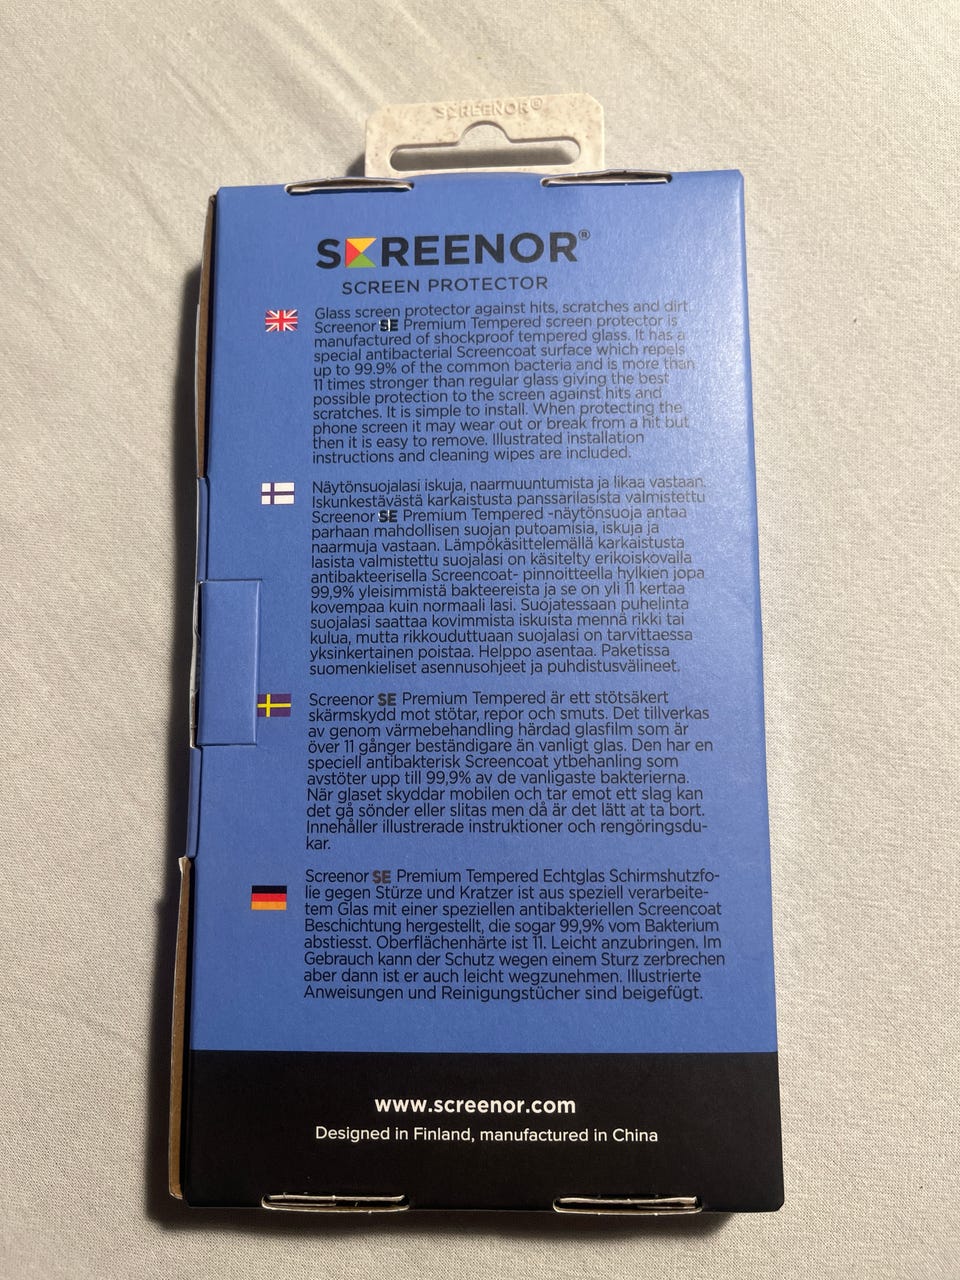 SCREENOR®
SCREENOR®
SCREEN PROTECTOR
Glass screen protector against hits, scratches and dirt
Screenor SE Premium Tempered screen protector is
manufactured of shockproof tempered glass. It has a
special antibacterial Screencoat surface which repels
up to 99.9% of the common bacteria and is more than
11 times stronger than regular glass giving the best
possible protection to the screen against hits and
scratches. It is simple to install. When protecting the
phone screen it may wear out or break from a hit but
then it is easy to remove. Illustrated installation
instructions and cleaning wipes are included.
Näytönsuojalasi iskuja, naarmuuntumista ja likaa vastaan.
Iskunkestävästä karkaistusta panssarilasista valmistettu
Screenor SE Premium Tempered -näytönsuoja antaa
parhaan mahdollisen suojan putoamisia, iskuja ja
naarmuja vastaan. Lämpökäsittelemällä karkaistusta
lasista valmistettu suojalasi on käsitelty erikoiskovalla
antibakteerisella Screencoat- pinnoitteella hylkien jopa
99,9% yleisimmistä bakteereista ja se on yli 11 kertaa
kovempaa kuin normaali lasi. Suojatessaan puhelinta
suojalasi saattaa kovimmista iskuista mennä rikki tai
kulua, mutta rikkouduttuaan suojalasi on tarvittaessa
yksinkertainen poistaa. Helppo asentaa. Paketissa
suomenkieliset asennusohjeet ja puhdistusvälineet.
Screenor SE Premium Tempered är ett stötsäkert
skärmskydd mot stötar, repor och smuts. Det tillverkas
av genom värmebehandling härdad glasfilm som är
över 11 gånger beständigare än vanligt glas. Den har en
speciell antibakterisk Screencoat ytbehanling som
avstöter upp till 99,9% av de vanligaste bakterierna.
När glaset skyddar mobilen och tar emot ett slag kan
det gå sönder eller slitas men då är det lätt at ta bort.
Innehåller illustrerade instruktioner och rengöringsdu-
kar.
Screenor SE Premium Tempered Echtglas Schirmshutzfo-
lie gegen Stürze und Kratzer ist aus speziell verarbeite-
tem Glas mit einer speziellen antibakteriellen Screencoat
Beschichtung hergestellt, die sogar 99,9% vom Bakterium
abstiesst. Oberflächenhärte ist 11. Leicht anzubringen. Im
Gebrauch kann der Schutz wegen einem Sturz zerbrechen
aber dann ist er auch leicht wegzunehmen. Illustrierte
Anweisungen und Reinigungstücher sind beigefügt.
www.screenor.com
Designed in Finland, manufactured in China